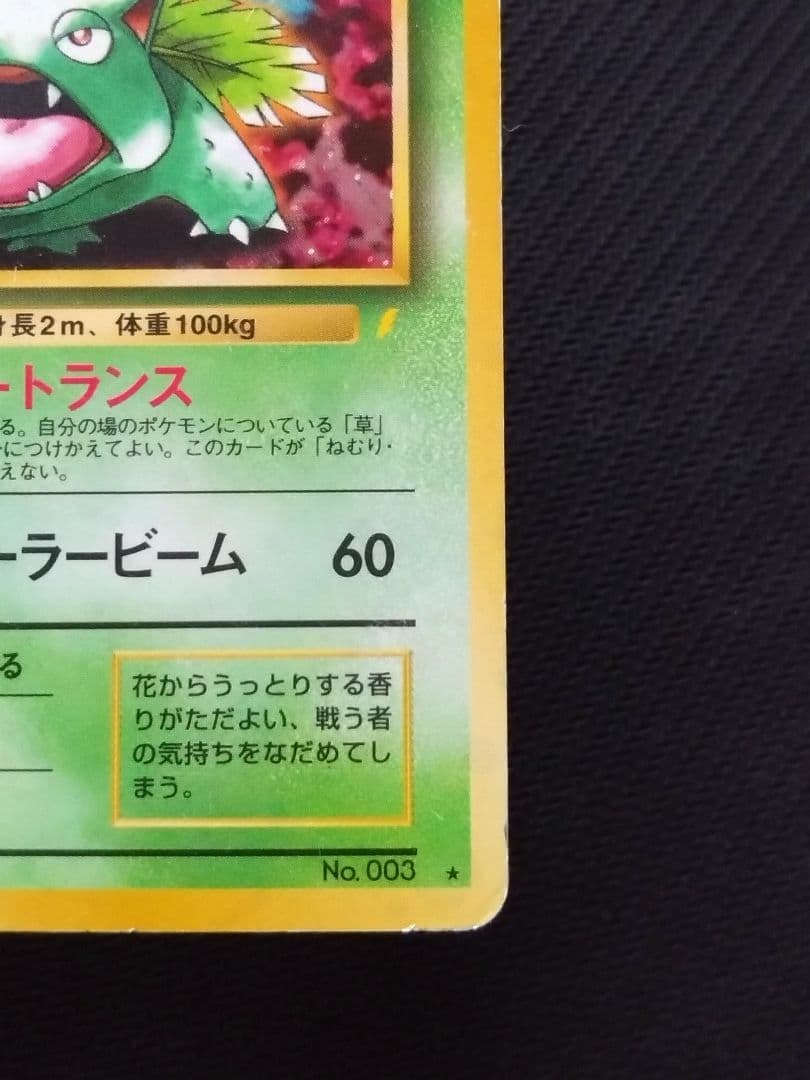 長2m、体重100kg
ートランス
る。自分の場のポケモンについている「草」
につけかえてよい。このカードが「ねむり・
えない。
ーラービーム 60
る
花からうっとりする香
りがただよい、戦う者
の気持ちをなだめてし
まう。
No. 003 ★